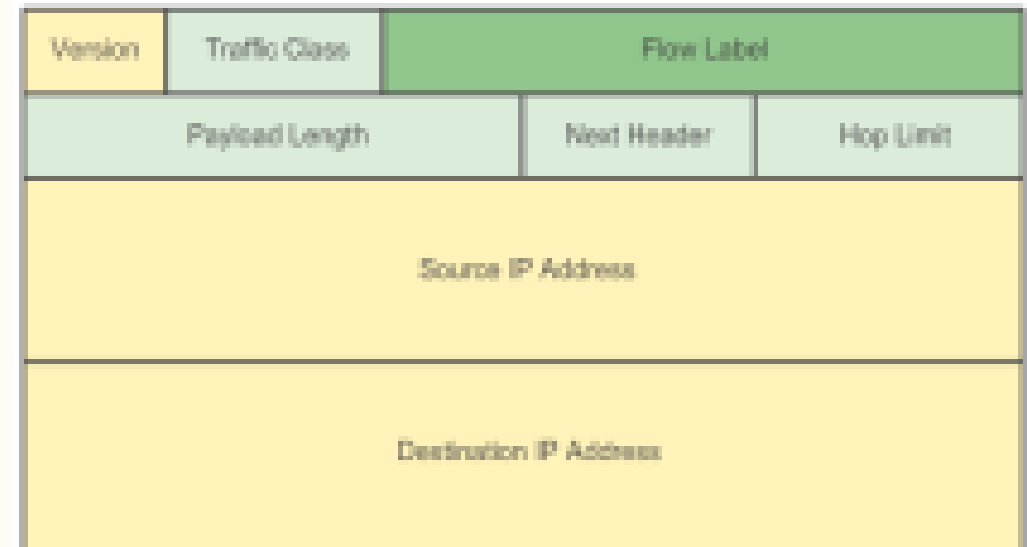 Version Traffic Class Flow Label
Payload Length Next Header Hop Limit
Source IP Address
Destination IP Address